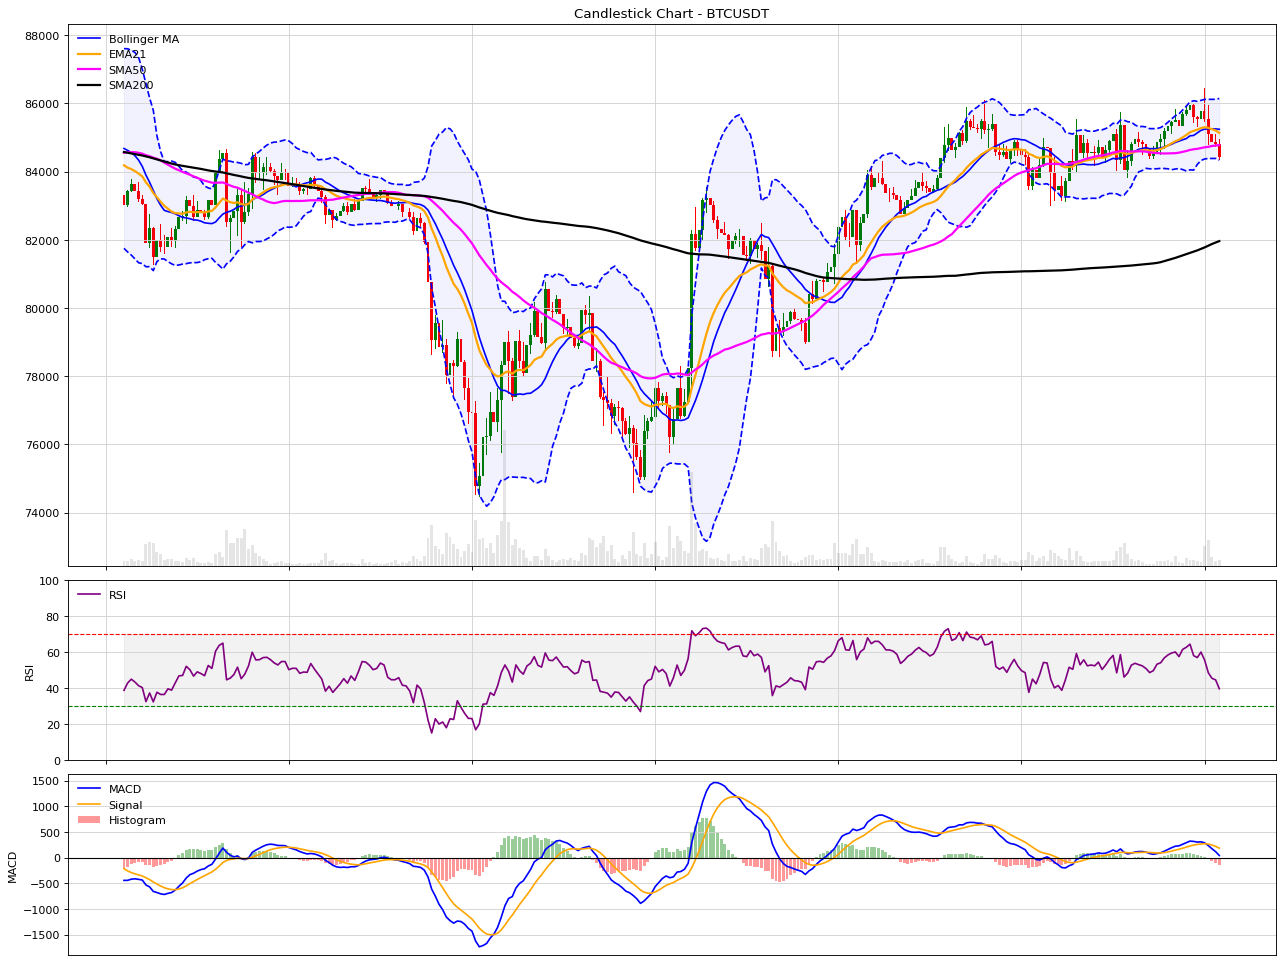 Candlestick Chart - BTCUSDT
Bollinger MA
EMA21
SMA50
SMA200
88000
86000
84000
82000
80000
78000
76000
74000
RSI
100
80
60
40
20
0
RSI
MACD
Signal
Histogram
1500
1000
500
0
−500
−1000
−1500
MACD